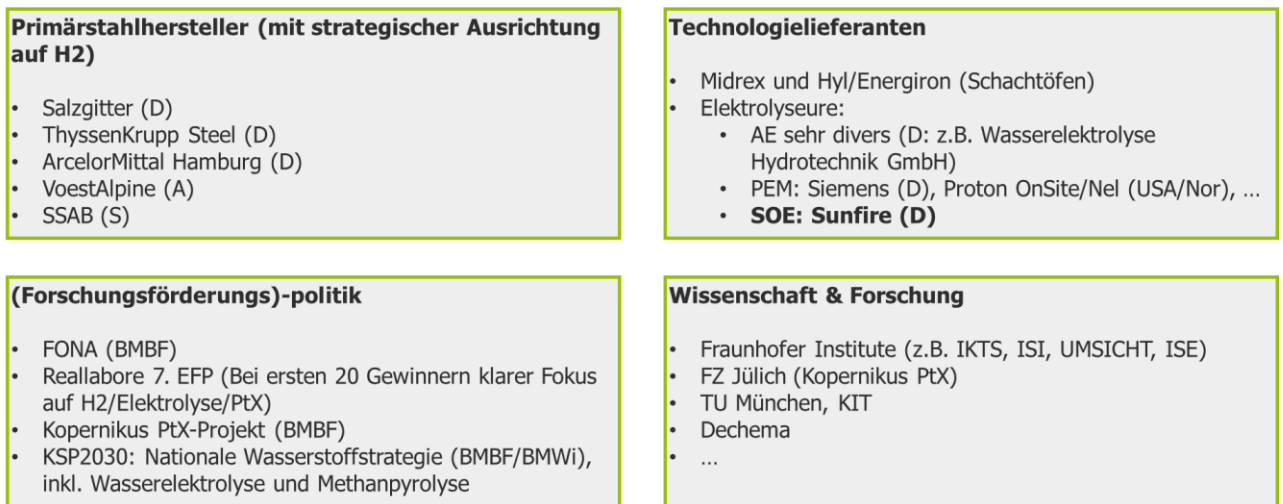 Primärstahlhersteller (mit strategischer Ausrichtung
auf H2)
• Salzgitter (D)
• ThyssenKrupp Steel (D)
• ArcelorMittal Hamburg (D)
• VoestAlpine (A)
• SSAB (S)
Technologielieferanten
• Midrex und Hyl/Energiron (Schachtöfen)
• Elektrolyseure:
• AE sehr divers (D: z.B. Wasserelektrolyse
Hydrotechnik GmbH)
• PEM: Siemens (D), Proton OnSite/Nel (USA/Nor), …
• SOE: Sunfire (D)
(Forschungsförderungs)-politik
• FONA (BMBF)
• Reallabore 7. EFP (Bei ersten 20 Gewinnern klarer Fokus
auf H2/Elektrolyse/PtX)
• Kopernikus PtX-Projekt (BMBF)
• KSP2030: Nationale Wasserstoffstrategie (BMBF/BMWi),
inkl. Wasserelektrolyse und Methanpyrolyse
Wissenschaft & Forschung
• Fraunhofer Institute (z.B. IKTS, ISI, UMSICHT, ISE)
• FZ Jülich (Kopernikus PtX)
• TU München, KIT
• Dechema
• …